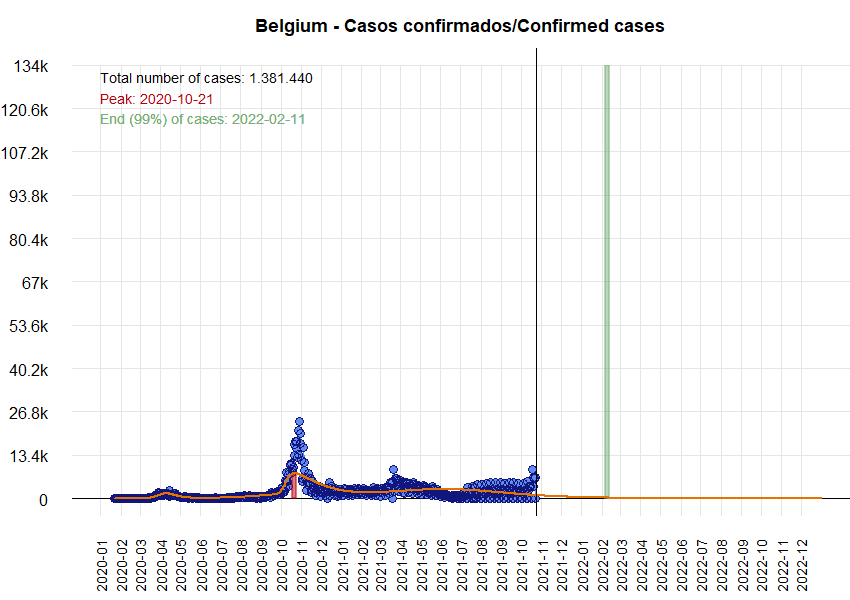 Belgium - Casos confirmados/Confirmed cases
134k
Total number of cases: 1.381.440
Peak: 2020-10-21
120.6k
End (99%) of cases: 2022-02-11
107.2k
93.8k
80.4k
67k
53.6k
40.2k
26.8k
13.4k
0
2020-01
2020-02
2020-03
2020-04
2020-05
2020-06
2020-07
2020-08
2020-09
2020-10
2020-11
2020-12
2021-01
2021-02
2021-03
2021-04
2021-05
2021-06
2021-07
2021-08
2021-09
2021-10
2021-11
2021-12
2022-01
2022-02
2022-03
2022-04
2022-05
2022-06
2022-07
2022-08
2022-09
2022-10
2022-11
2022-12